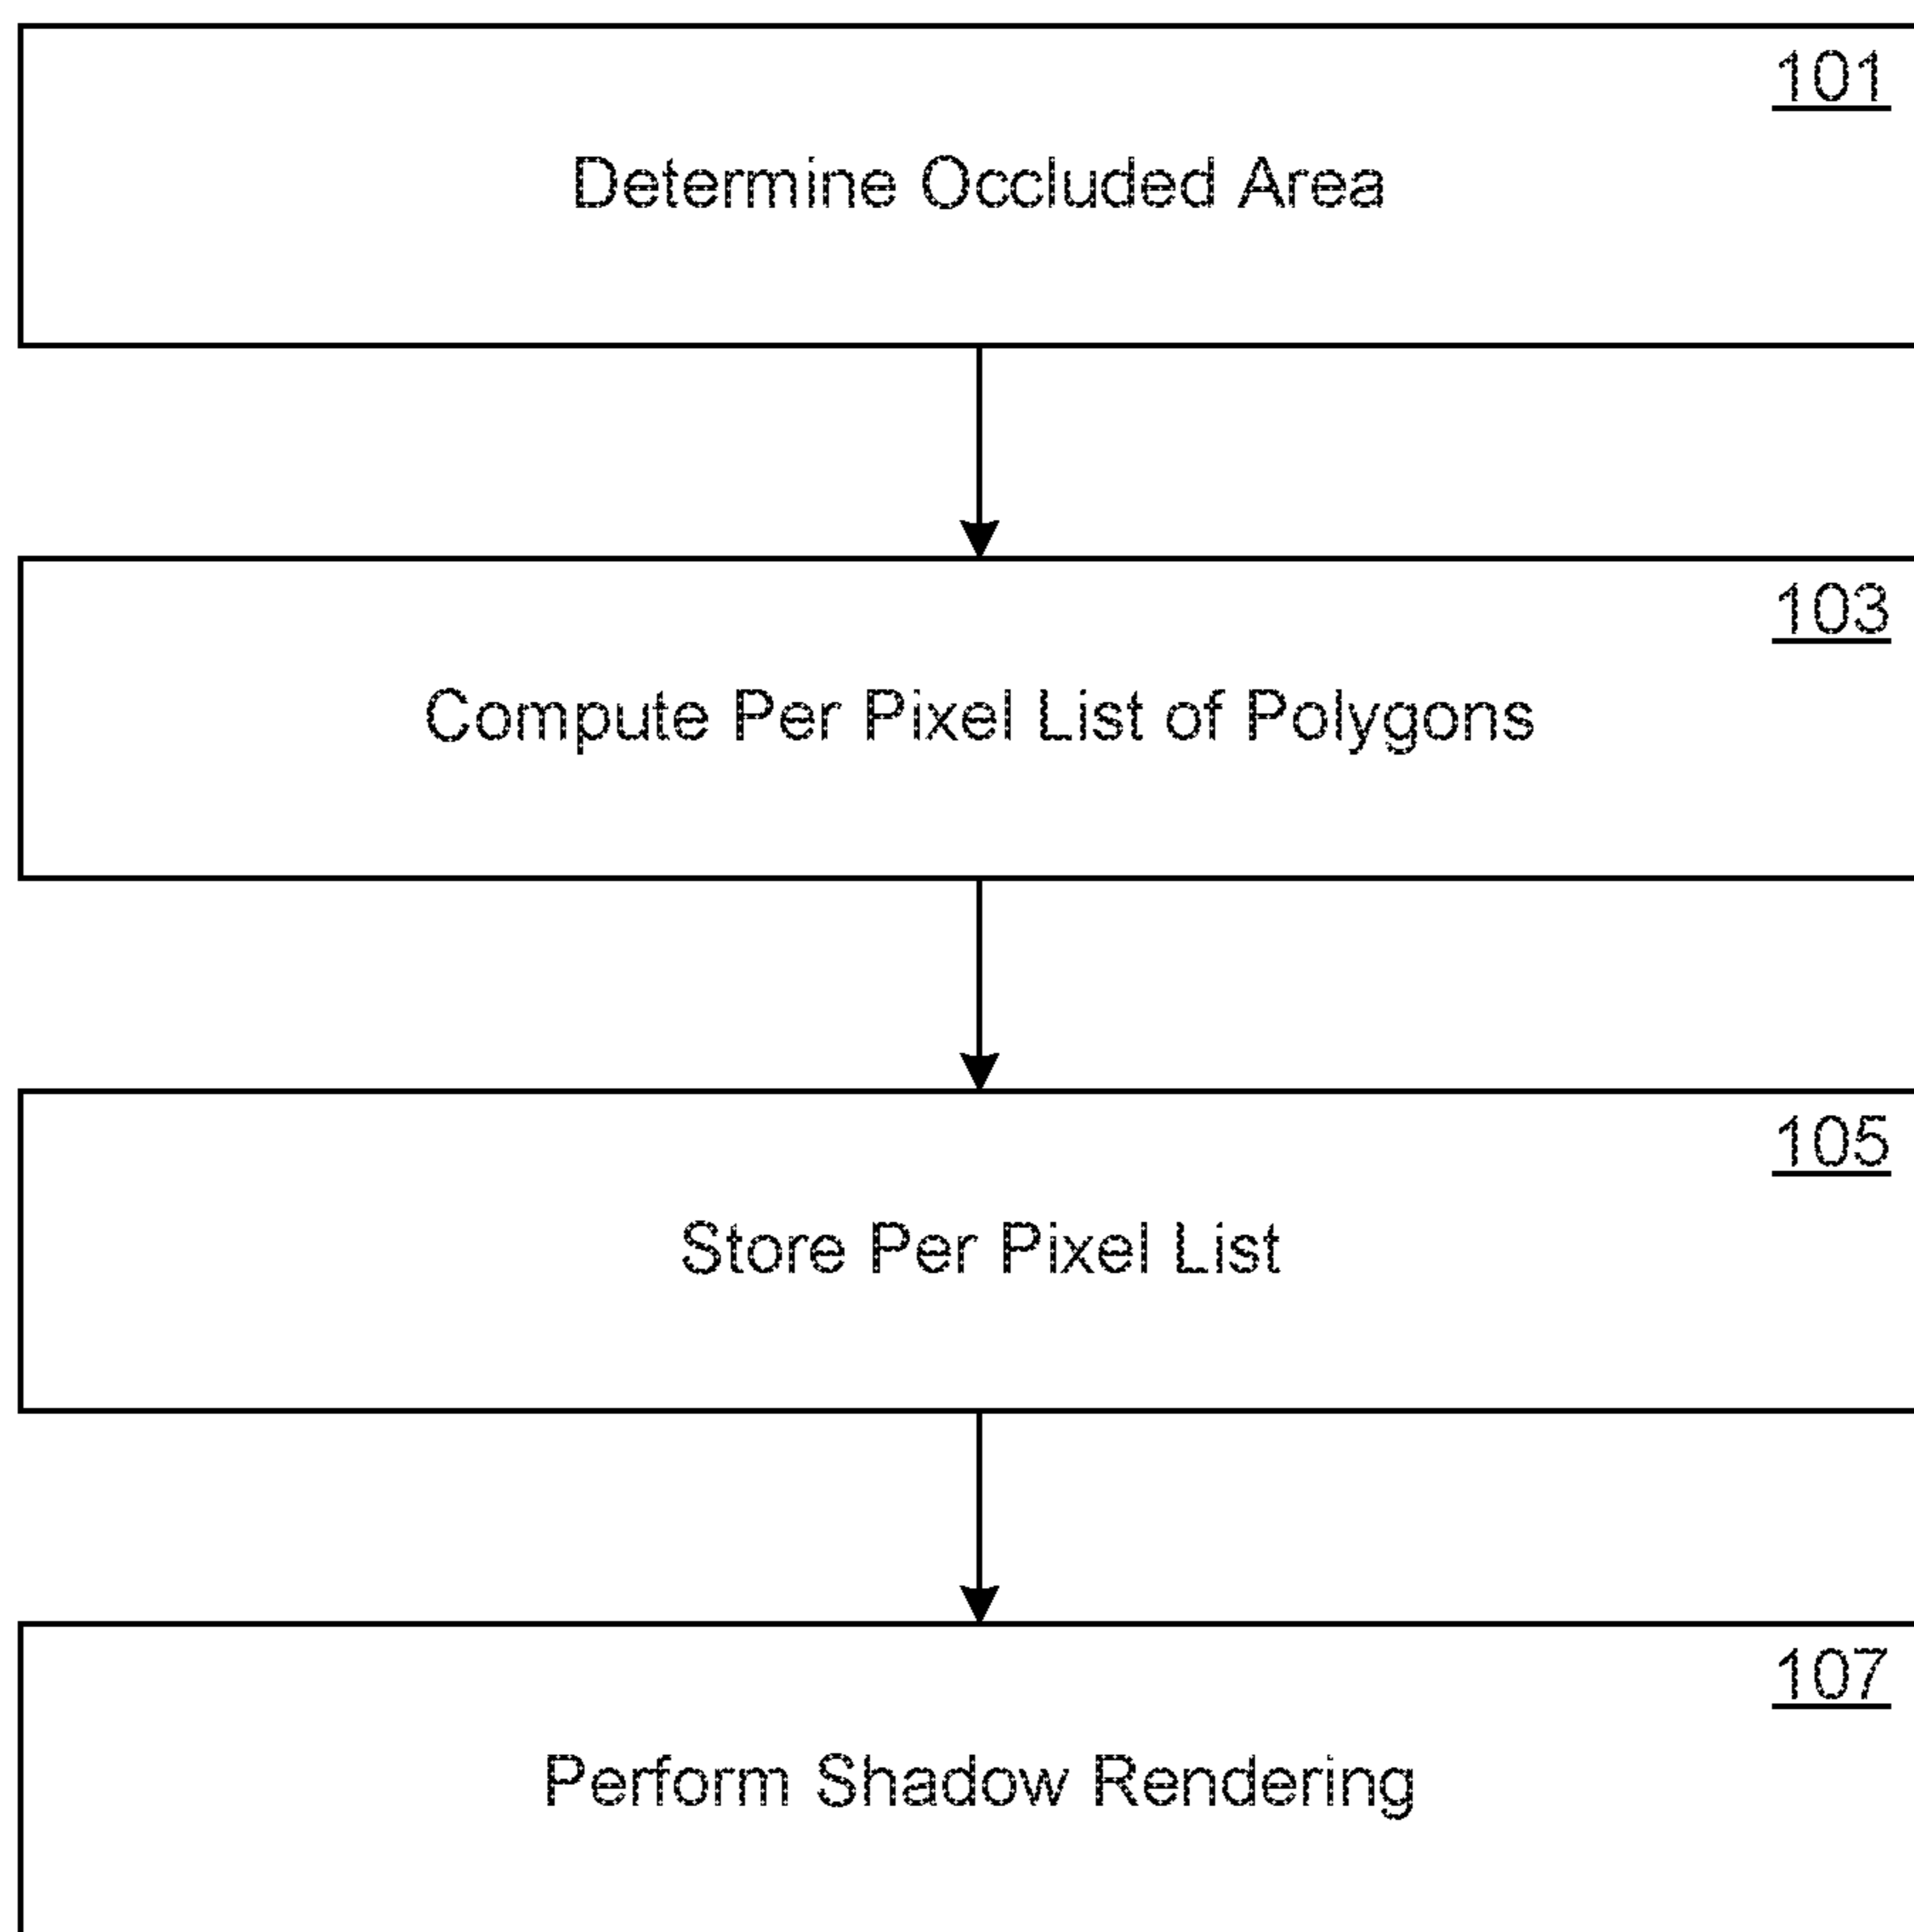 101
Determine Occluded Area
103
Compute Per Pixel List of Polygons
105
Store Per Pixel List
107
Perform Shadow Rendering